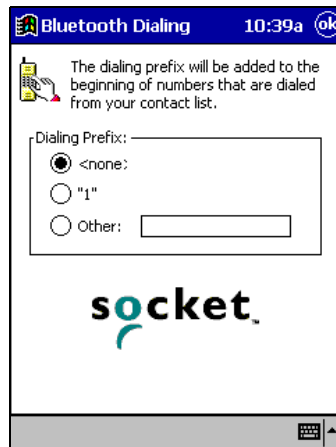 Bluetooth Dialing 10:39a ok
The dialing prefix will be added to the
beginning of numbers that are dialed
from your contact list.
Dialing Prefix:
<none>
"1"
Other:
socket™